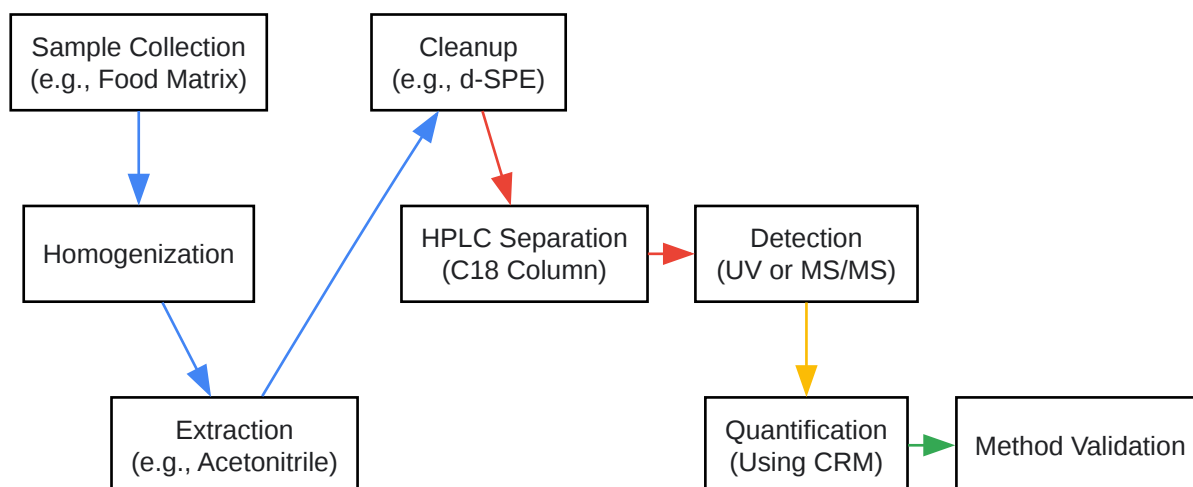 Sample Collection
(e.g., Food Matrix)
Homogenization
Extraction
(e.g., Acetonitrile)
Cleanup
(e.g., d-SPE)
HPLC Separation
(C18 Column)
Detection
(UV or MS/MS)
Quantification
(Using CRM)
Method Validation